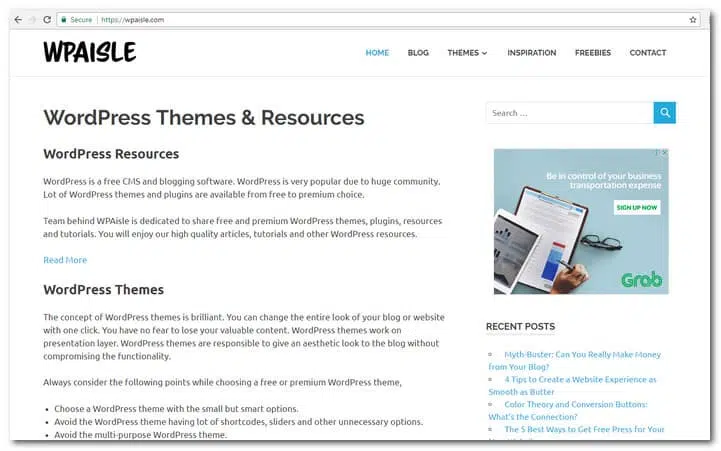 Secure | https://wpaisle.com
WPAISLE
HOME BLOG THEMES INSPIRATION FREEBIES CONTACT
WordPress Themes & Resources
WordPress Resources
WordPress is a free CMS and blogging software. WordPress is very popular due to huge community.
Lot of WordPress themes and plugins are available from free to premium choice.
Team behind WPAisle is dedicated to share free and premium WordPress themes, plugins, resources
and tutorials. You will enjoy our high quality articles, tutorials and other WordPress resources.
Read More
WordPress Themes
The concept of WordPress themes is brilliant. You can change the entire look of your blog or website
with one click. You have no fear to lose your valuable content. WordPress themes work on
presentation layer. WordPress themes are responsible to give an aesthetic look to the blog without
compromising the functionality.
Always consider the following points while choosing a free or premium WordPress theme,
Choose a WordPress theme with the small but smart options.
Avoid the WordPress theme having lot of shortcodes, sliders and other unnecessary options.
Avoid the multi-purpose WordPress theme.
Search …
Be in control of your business
transportation expense
SIGN UP NOW
Grab
RECENT POSTS
Myth-Buster: Can You Really Make Money
from Your Blog?
4 Tips to Create a Website Experience as
Smooth as Butter
Color Theory and Conversion Buttons:
What's the Connection?
The 5 Best Ways to Get Free Press for Your